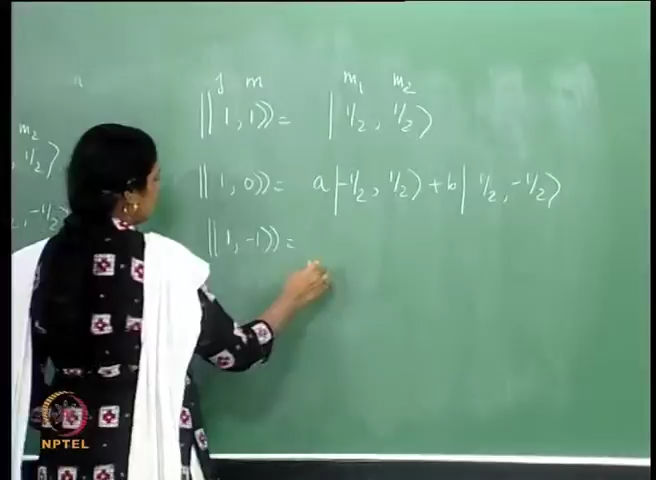 j m m₁ m₂
||1, 1⟩⟩ = |1/2, 1/2⟩
||1, 0⟩⟩ = a|-1/2, 1/2⟩ + b|1/2, -1/2⟩
||1, -1⟩⟩ =
m₂
, 1/2⟩
, -1/2⟩
NPTEL